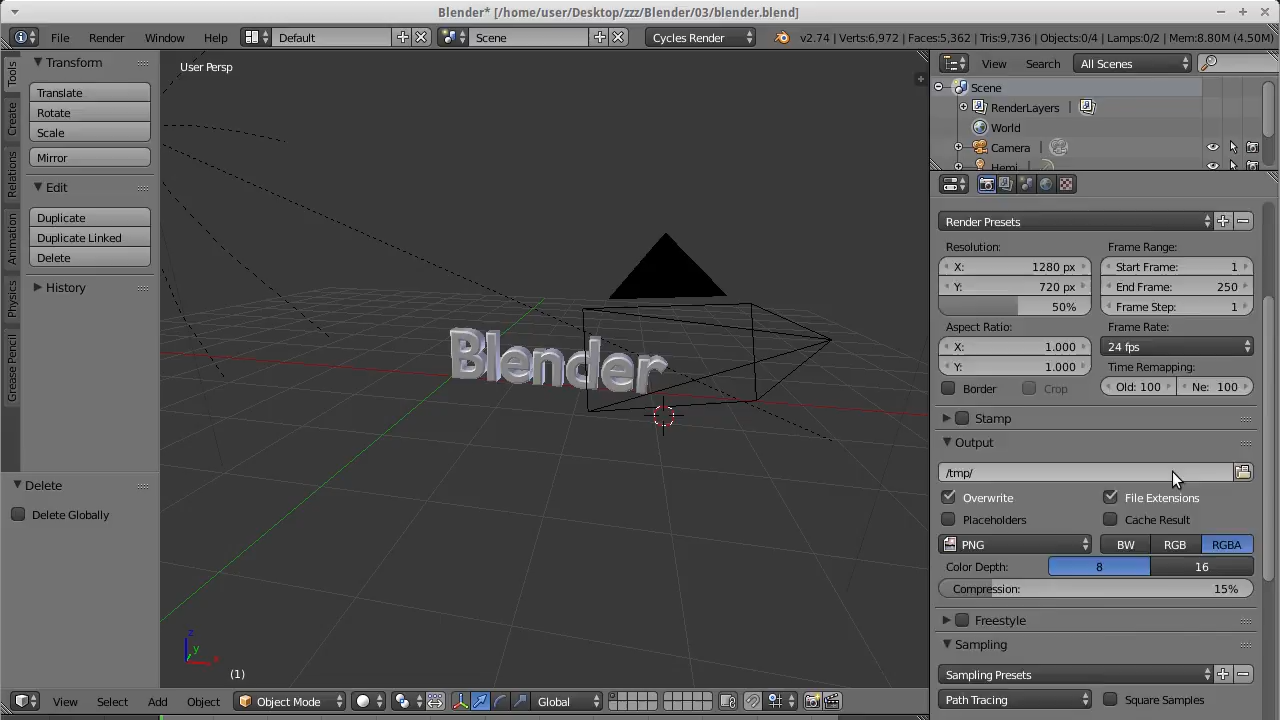 Blender* [/home/user/Desktop/zzz/Blender/03/blender.blend]
File Render Window Help Default Scene Cycles Render v2.74 | Verts:6,972 | Faces:5,362 | Tris:9,736 | Objects:0/4 | Lamps:0/2 | Mem:8.80M (4.50M)
Tools
Create
Relations
Animation
Physics
Grease Pencil
Transform
Translate
Rotate
Scale
Mirror
Edit
Duplicate
Duplicate Linked
Delete
History
Delete
Delete Globally
User Persp
Blender
z
y
x
(1)
View Select Add Object Object Mode Global
View Search All Scenes
Scene
RenderLayers |
World
Camera |
Hemi
Render Presets
Resolution: Frame Range:
X: 1280 px Start Frame: 1
Y: 720 px End Frame: 250
50% Frame Step: 1
Aspect Ratio: Frame Rate:
X: 1.000 24 fps
Y: 1.000 Time Remapping:
Border Crop Old: 100 Ne: 100
Stamp
Output
/tmp/
Overwrite File Extensions
Placeholders Cache Result
PNG BW RGB RGBA
Color Depth: 8 16
Compression: 15%
Freestyle
Sampling
Sampling Presets
Path Tracing Square Samples